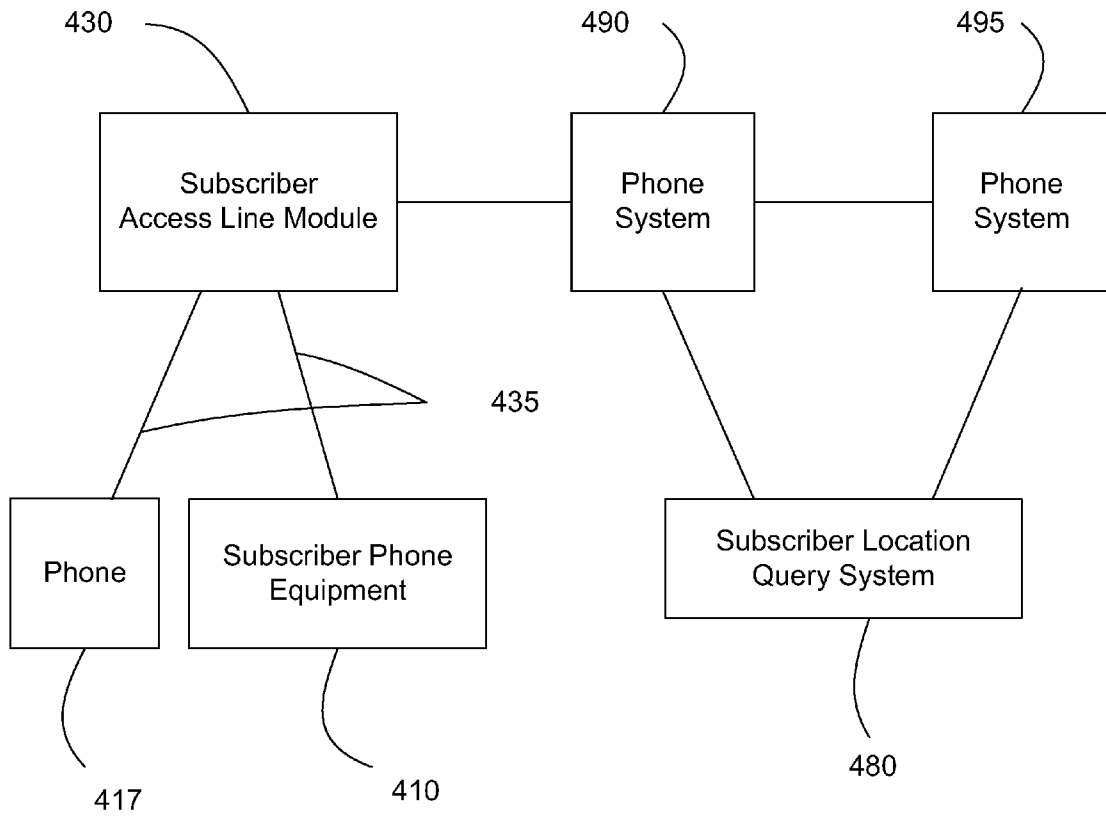 430
490
495
Subscriber
Access Line Module
Phone
System
Phone
System
435
Phone
Subscriber Phone
Equipment
Subscriber Location
Query System
417
410
480